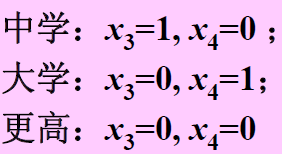 中学：x₃=1, x₄=0；
大学：x₃=0, x₄=1；
更高：x₃=0, x₄=0